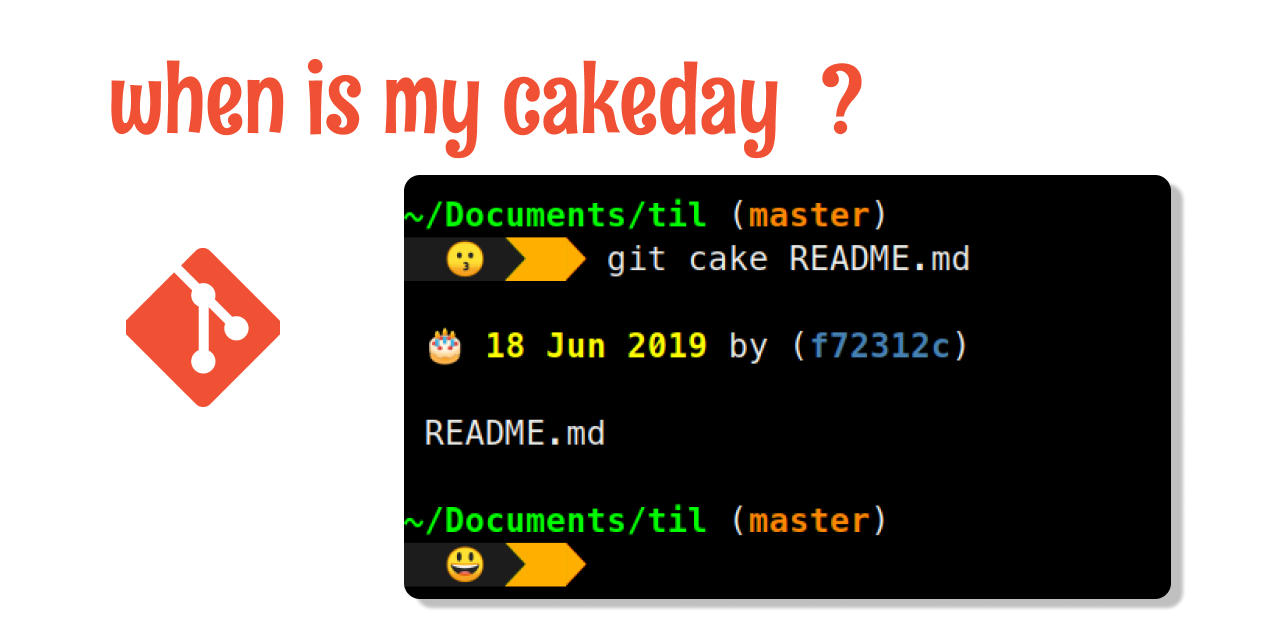 when is my cakeday ?
~/Documents/til (master)
😗 git cake README.md
🎂 18 Jun 2019 by (f72312c)
README.md
~/Documents/til (master)
😃